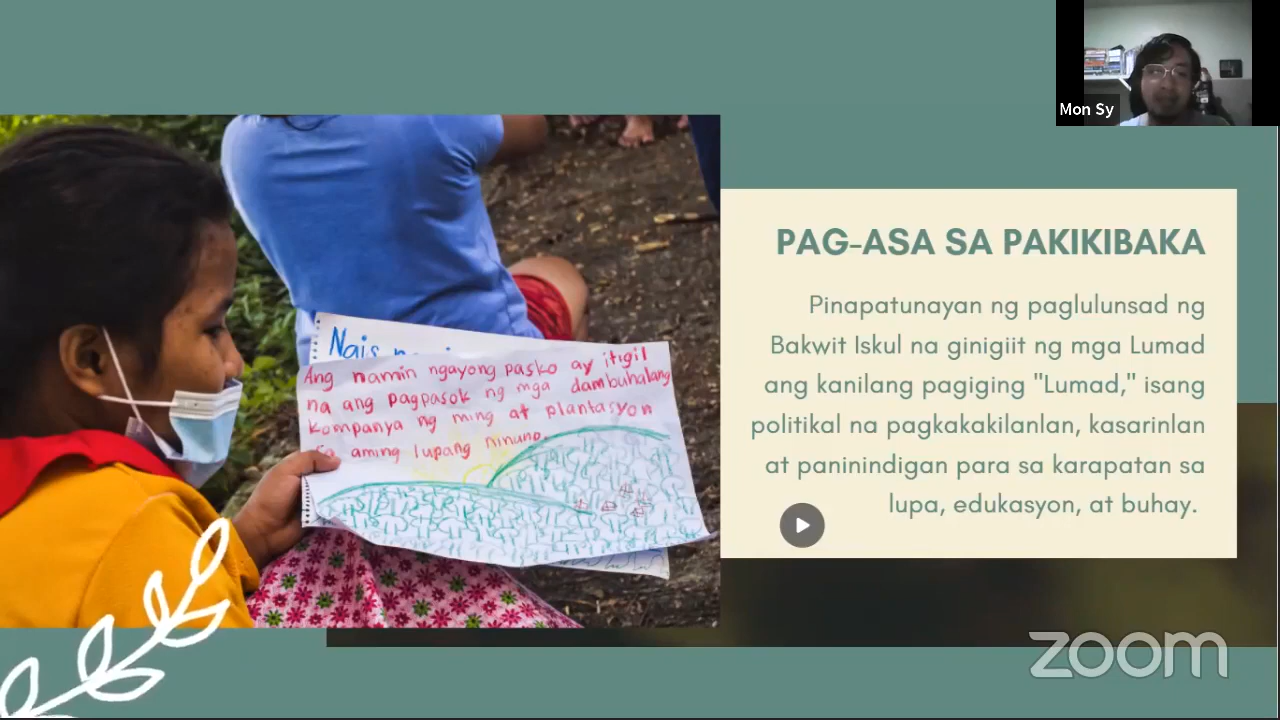 Mon Sy
PAG-ASA SA PAKIKIBAKA
Pinapatunayan ng paglulunsad ng
Bakwit Iskul na ginigiit ng mga Lumad
ang kanilang pagiging "Lumad," isang
politikal na pagkakakilanlan, kasarinlan
at paninindigan para sa karapatan sa
lupa, edukasyon, at buhay.
Nais
Ang namin ngayong pasko ay itigil
na ang pagpasok ng mga dambuhalang
kompanya ng ming at plantasyon
aming lupang ninuno.
zoom